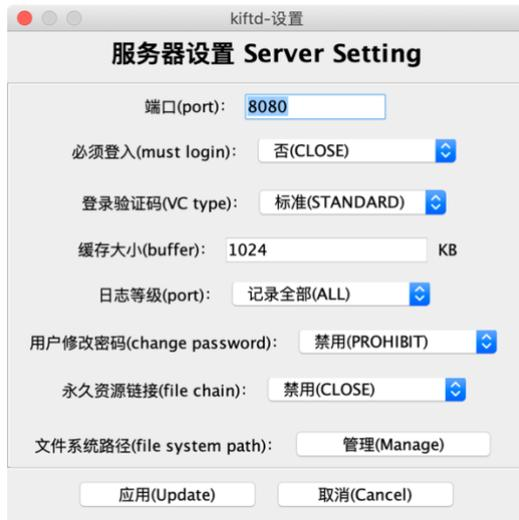 kiftd-设置
服务器设置 Server Setting
端口(port): 8080
必须登入(must login): 否(CLOSE)
登录验证码(VC type): 标准(STANDARD)
缓存大小(buffer): 1024 KB
日志等级(port): 记录全部(ALL)
用户修改密码(change password): 禁用(PROHIBIT)
永久资源链接(file chain): 禁用(CLOSE)
文件系统路径(file system path): 管理(Manage)
应用(Update) 取消(Cancel)